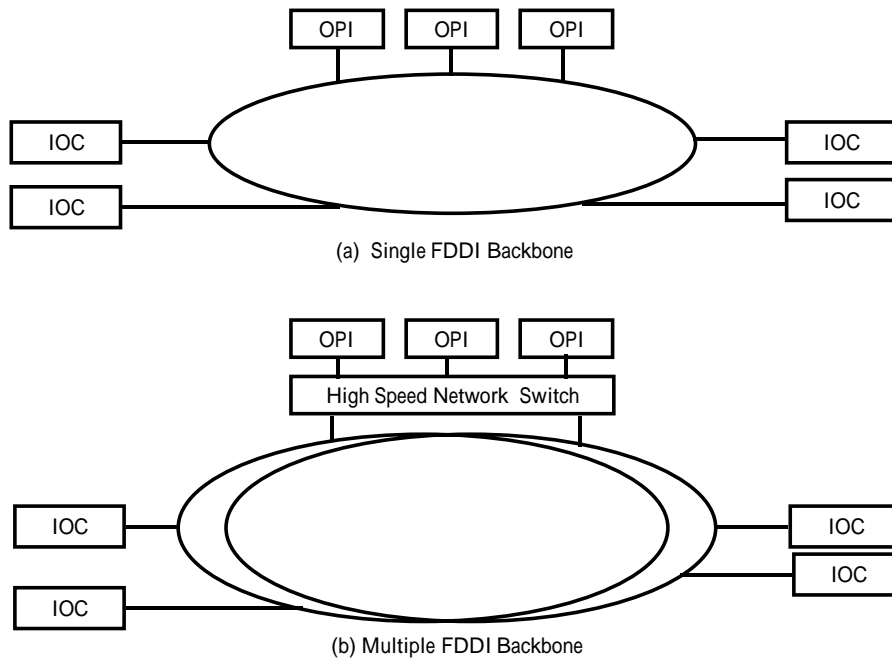 OPI OPI OPI
IOC IOC
IOC IOC
(a) Single FDDI Backbone
OPI OPI OPI
High Speed Network Switch
IOC IOC
IOC IOC
(b) Multiple FDDI Backbone